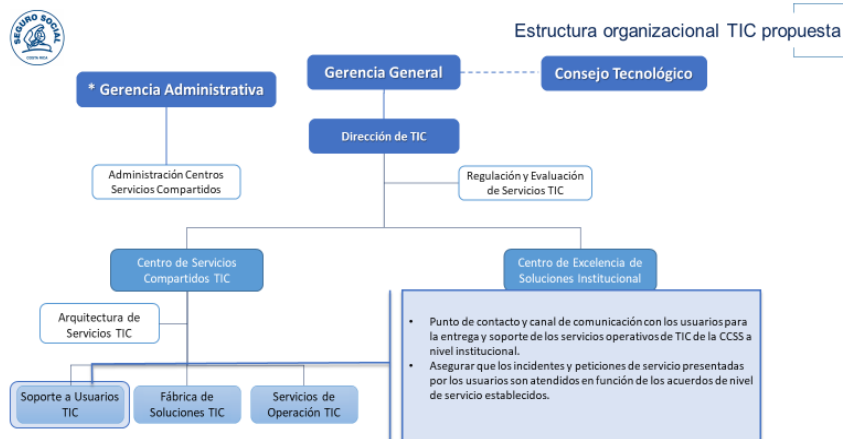 SEGURO SOCIAL
COSTA RICA
Estructura organizacional TIC propuesta
Gerencia General
Consejo Tecnológico
* Gerencia Administrativa
Dirección de TIC
Administración Centros
Servicios Compartidos
Regulación y Evaluación
de Servicios TIC
Centro de Servicios
Compartidos TIC
Centro de Excelencia de
Soluciones Institucional
Arquitectura de
Servicios TIC
• Punto de contacto y canal de comunicación con los usuarios para
la entrega y soporte de los servicios operativos de TIC de la CCSS a
nivel institucional.
• Asegurar que los incidentes y peticiones de servicio presentadas
por los usuarios son atendidos en función de los acuerdos de nivel
de servicio establecidos.
Soporte a Usuarios
TIC
Fábrica de
Soluciones TIC
Servicios de
Operación TIC